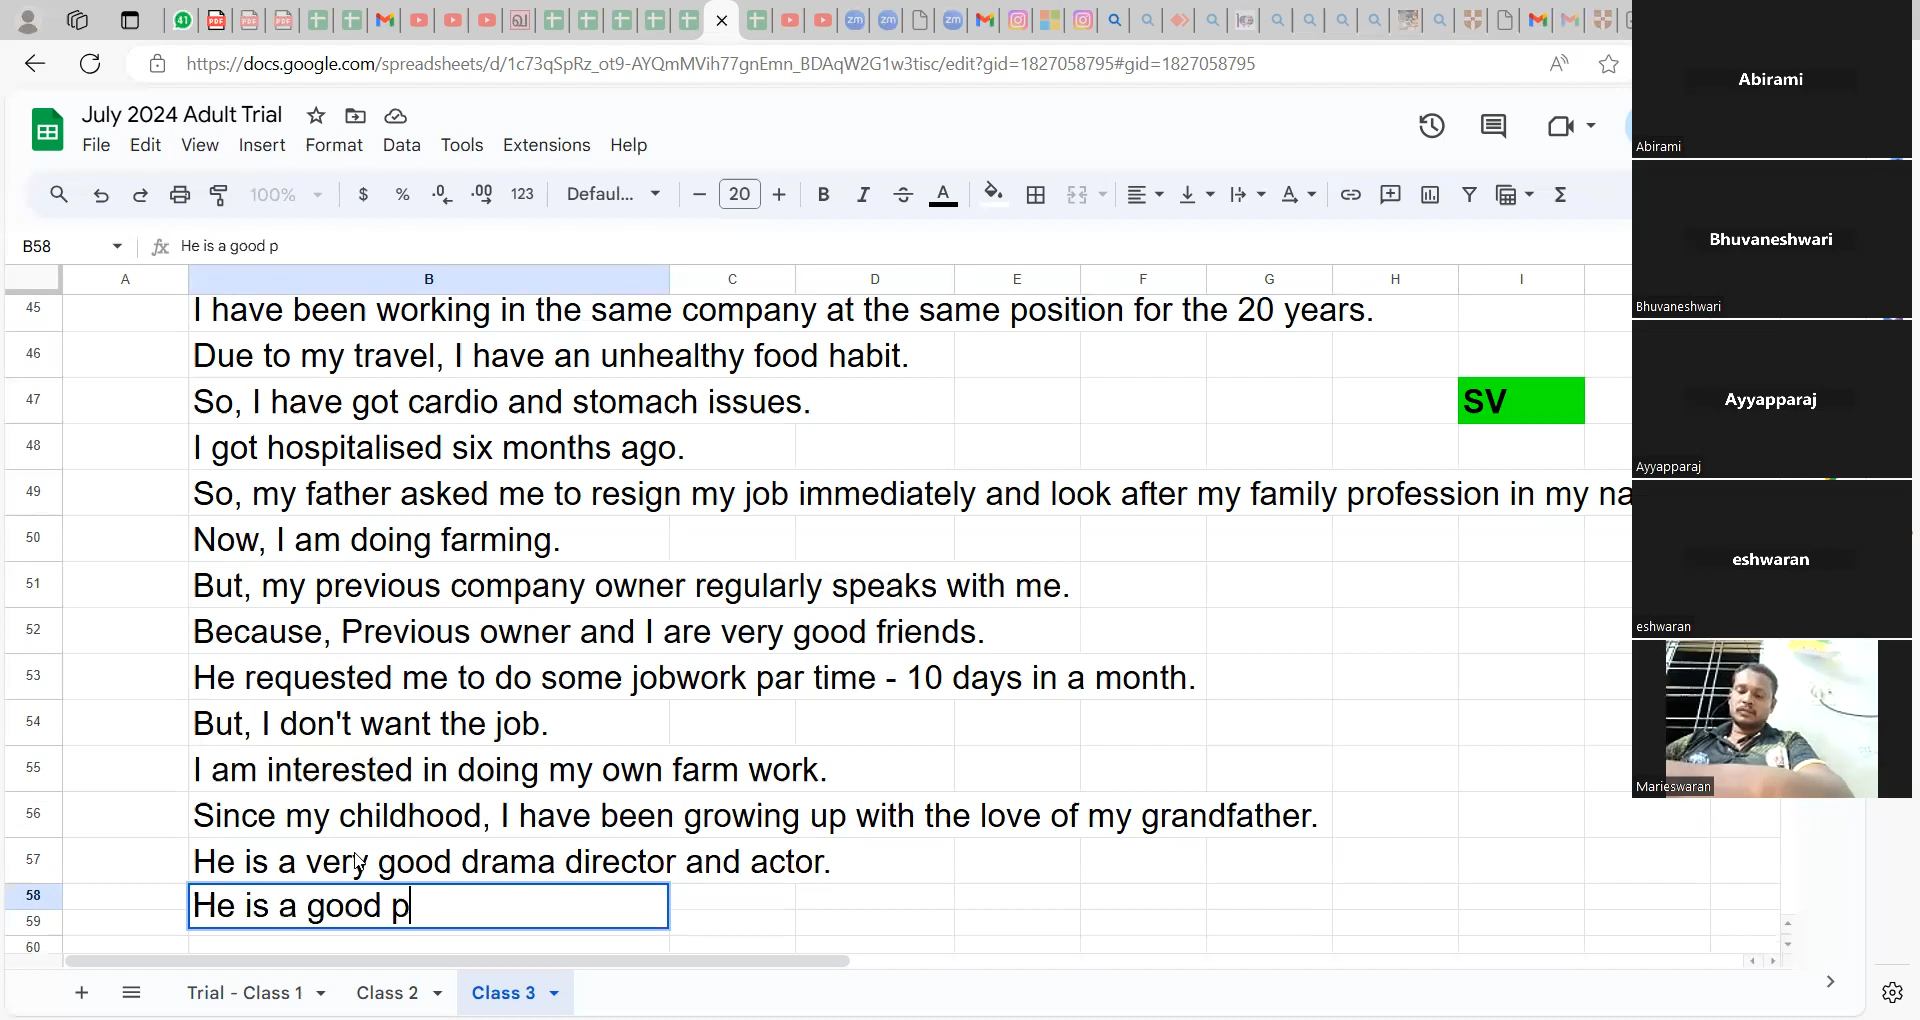 41
https://docs.google.com/spreadsheets/d/1c73qSpRz_ot9-AYQmMVih77gnEmn_BDAqW2G1w3tisc/edit?gid=1827058795#gid=1827058795
July 2024 Adult Trial
File Edit View Insert Format Data Tools Extensions Help
100% $ % .0 .00 123 Defaul... 20 B I A Σ
B58 fx He is a good p
A B C D E F G H I
45 I have been working in the same company at the same position for the 20 years.
46 Due to my travel, I have an unhealthy food habit.
47 So, I have got cardio and stomach issues. SV
48 I got hospitalised six months ago.
49 So, my father asked me to resign my job immediately and look after my family profession in my na
50 Now, I am doing farming.
51 But, my previous company owner regularly speaks with me.
52 Because, Previous owner and I are very good friends.
53 He requested me to do some jobwork par time - 10 days in a month.
54 But, I don't want the job.
55 I am interested in doing my own farm work.
56 Since my childhood, I have been growing up with the love of my grandfather.
57 He is a very good drama director and actor.
58 He is a good p
59
60
Trial - Class 1 Class 2 Class 3
Abirami
Abirami
Bhuvaneshwari
Bhuvaneshwari
Ayyapparaj
Ayyapparaj
eshwaran
eshwaran
Marieswaran